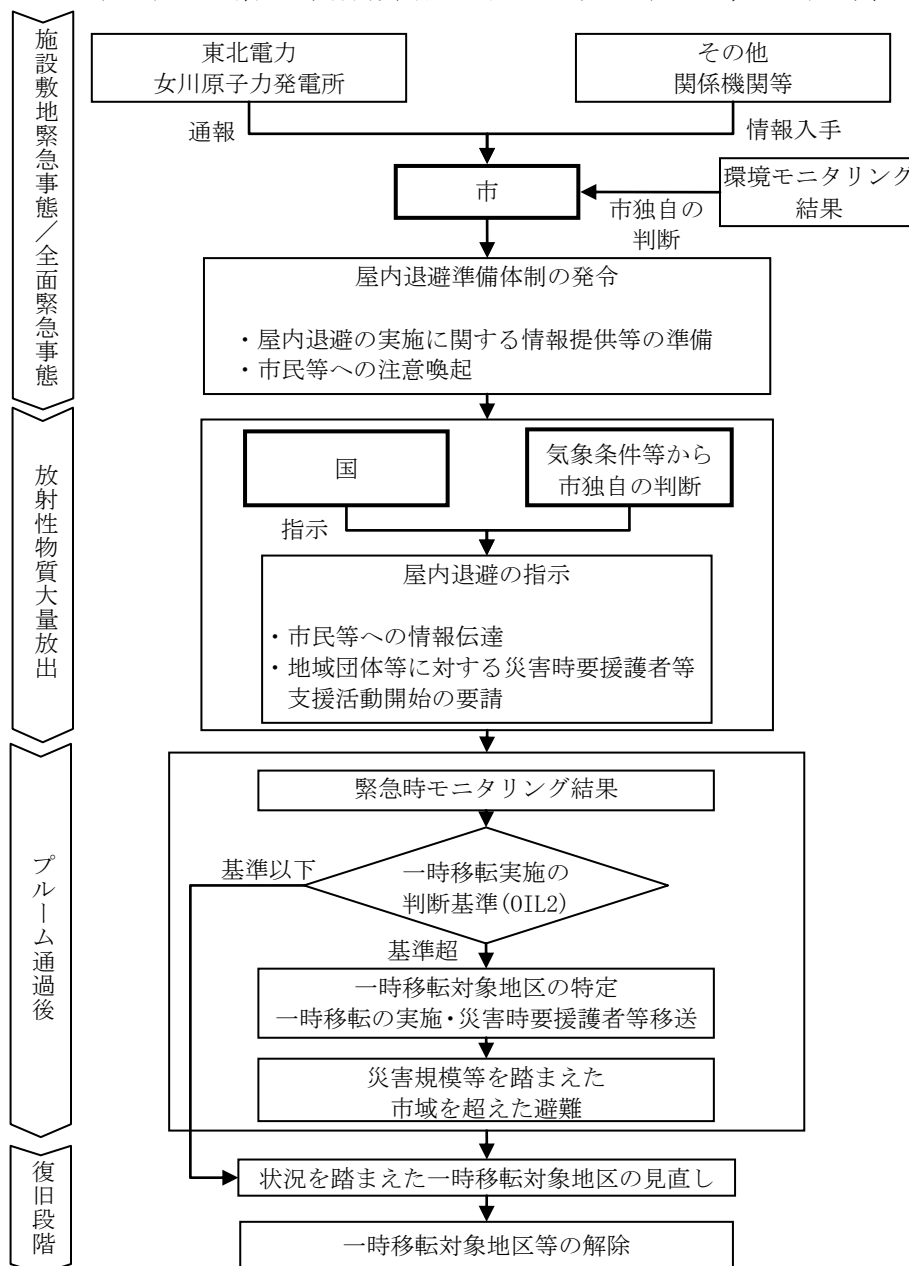 施設敷地緊急事態／全面緊急事態
東北電力
女川原子力発電所
その他
関係機関等
通報
情報入手
市
環境モニタリング
結果
市独自の
判断
屋内退避準備体制の発令
・屋内退避の実施に関する情報提供等の準備
・市民等への注意喚起
放射性物質大量放出
国
気象条件等から
市独自の判断
指示
屋内退避の指示
・市民等への情報伝達
・地域団体等に対する災害時要援護者等
支援活動開始の要請
プルーム通過後
緊急時モニタリング結果
基準以下
一時移転実施の
判断基準(OIL2)
基準超
一時移転対象地区の特定
一時移転の実施・災害時要援護者等移送
災害規模等を踏まえた
市域を超えた避難
復旧段階
状況を踏まえた一時移転対象地区の見直し
一時移転対象地区等の解除